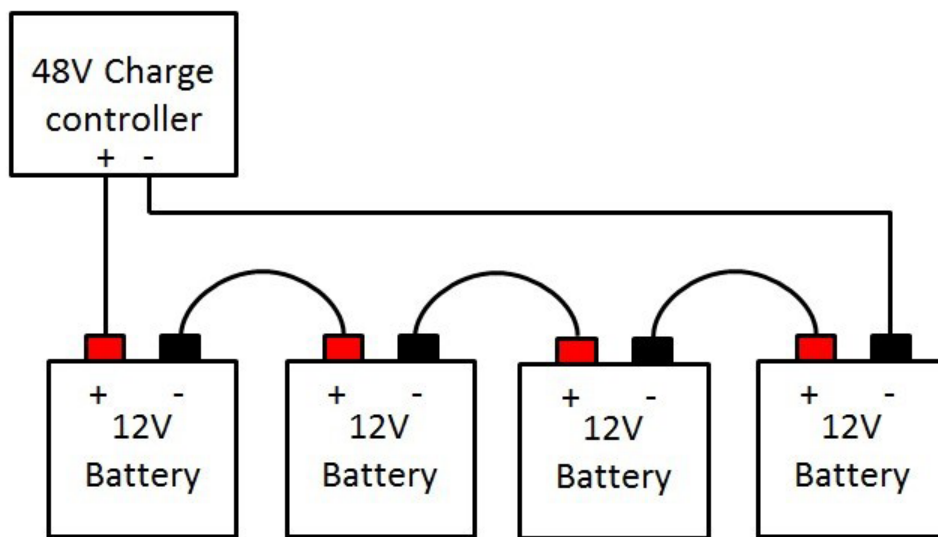 48V Charge
controller
+ -
+ - + - + - + -
12V 12V 12V 12V
Battery Battery Battery Battery